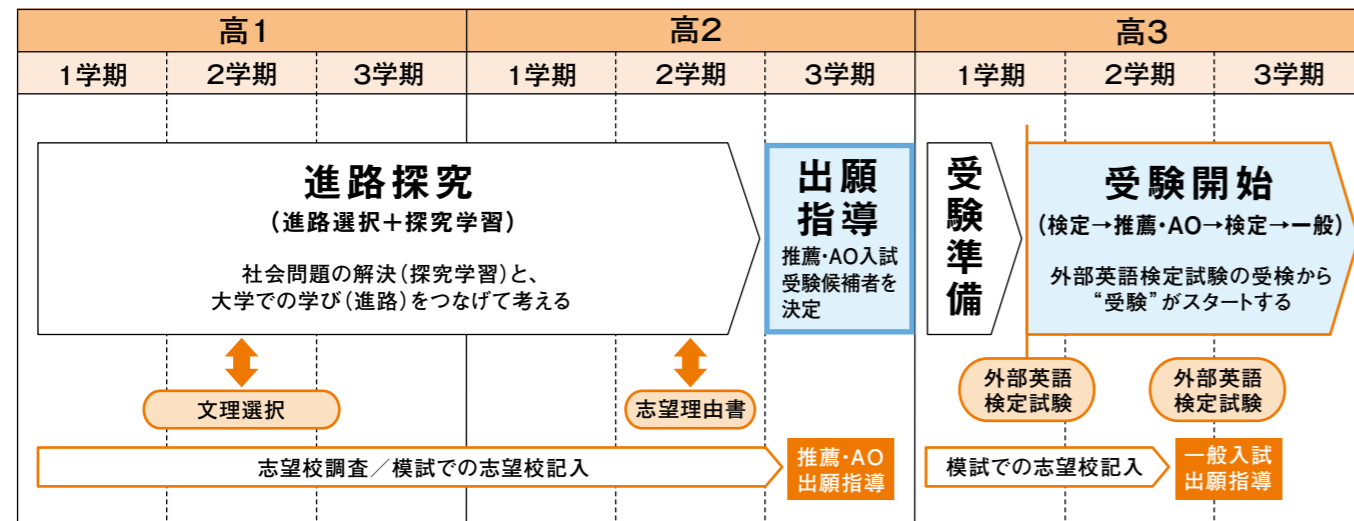 高1
高2
高3
1学期
2学期
3学期
1学期
2学期
3学期
1学期
2学期
3学期
進路探究
(進路選択＋探究学習)
社会問題の解決(探究学習)と、
大学での学び(進路)をつなげて考える
出願
指導
推薦・AO入試
受験候補者を
決定
受験準備
受験開始
(検定→推薦・AO→検定→一般)
外部英語検定試験の受検から
“受験”がスタートする
文理選択
志望理由書
外部英語
検定試験
外部英語
検定試験
志望校調査／模試での志望校記入
推薦・AO
出願指導
模試での志望校記入
一般入試
出願指導